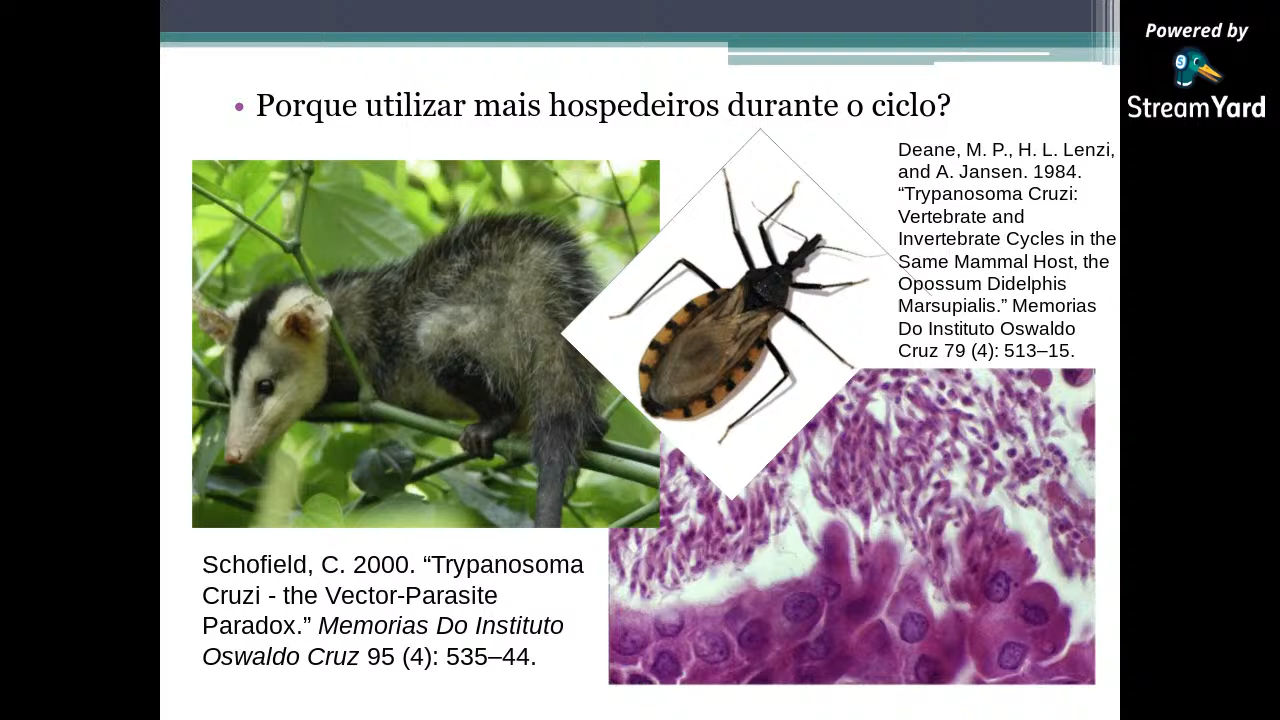 Powered by
StreamYard
• Porque utilizar mais hospedeiros durante o ciclo?
Deane, M. P., H. L. Lenzi,
and A. Jansen. 1984.
“Trypanosoma Cruzi:
Vertebrate and
Invertebrate Cycles in the
Same Mammal Host, the
Opossum Didelphis
Marsupialis.” Memorias
Do Instituto Oswaldo
Cruz 79 (4): 513–15.
Schofield, C. 2000. “Trypanosoma
Cruzi - the Vector-Parasite
Paradox.” Memorias Do Instituto
Oswaldo Cruz 95 (4): 535–44.